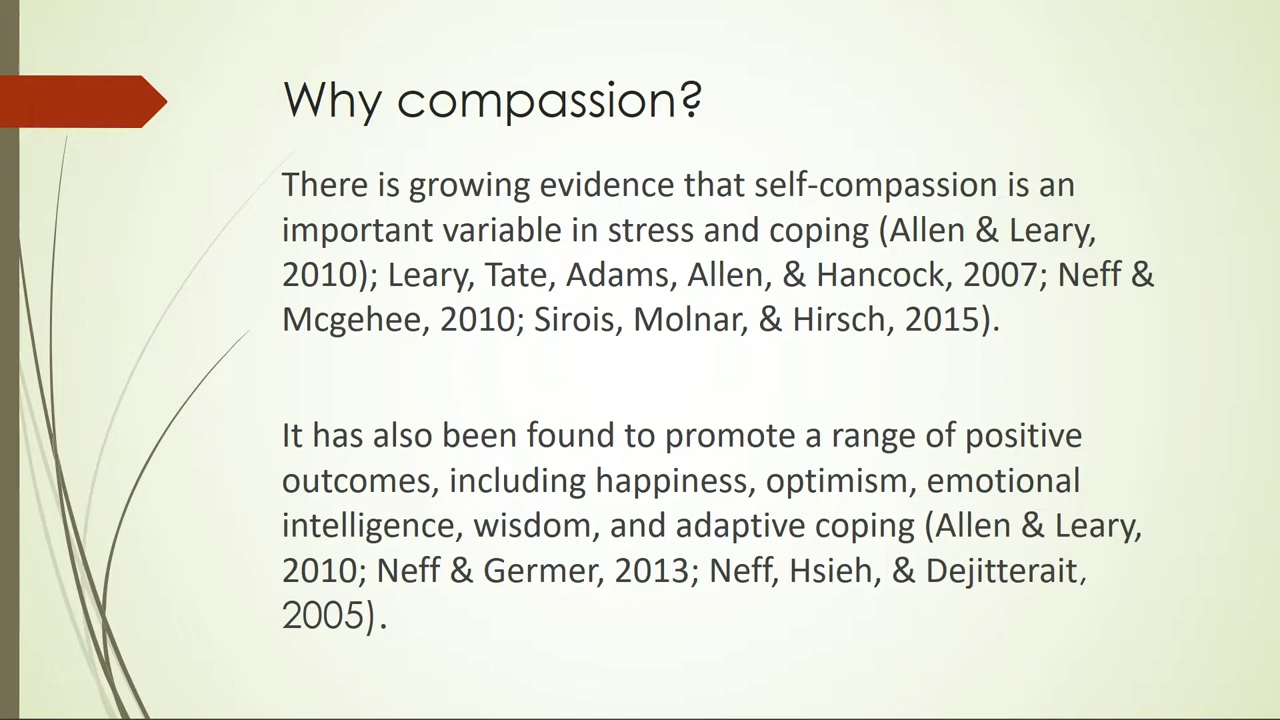 Why compassion?
There is growing evidence that self-compassion is an
important variable in stress and coping (Allen & Leary,
2010); Leary, Tate, Adams, Allen, & Hancock, 2007; Neff &
Mcgehee, 2010; Sirois, Molnar, & Hirsch, 2015).
It has also been found to promote a range of positive
outcomes, including happiness, optimism, emotional
intelligence, wisdom, and adaptive coping (Allen & Leary,
2010; Neff & Germer, 2013; Neff, Hsieh, & Dejitterait,
2005).